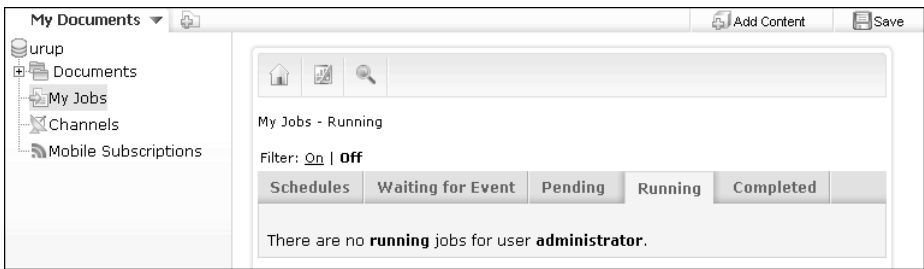 My Documents
Add Content
Save
urup
Documents
My Jobs
Channels
Mobile Subscriptions
My Jobs - Running
Filter: On | Off
Schedules Waiting for Event Pending Running Completed
There are no running jobs for user administrator.